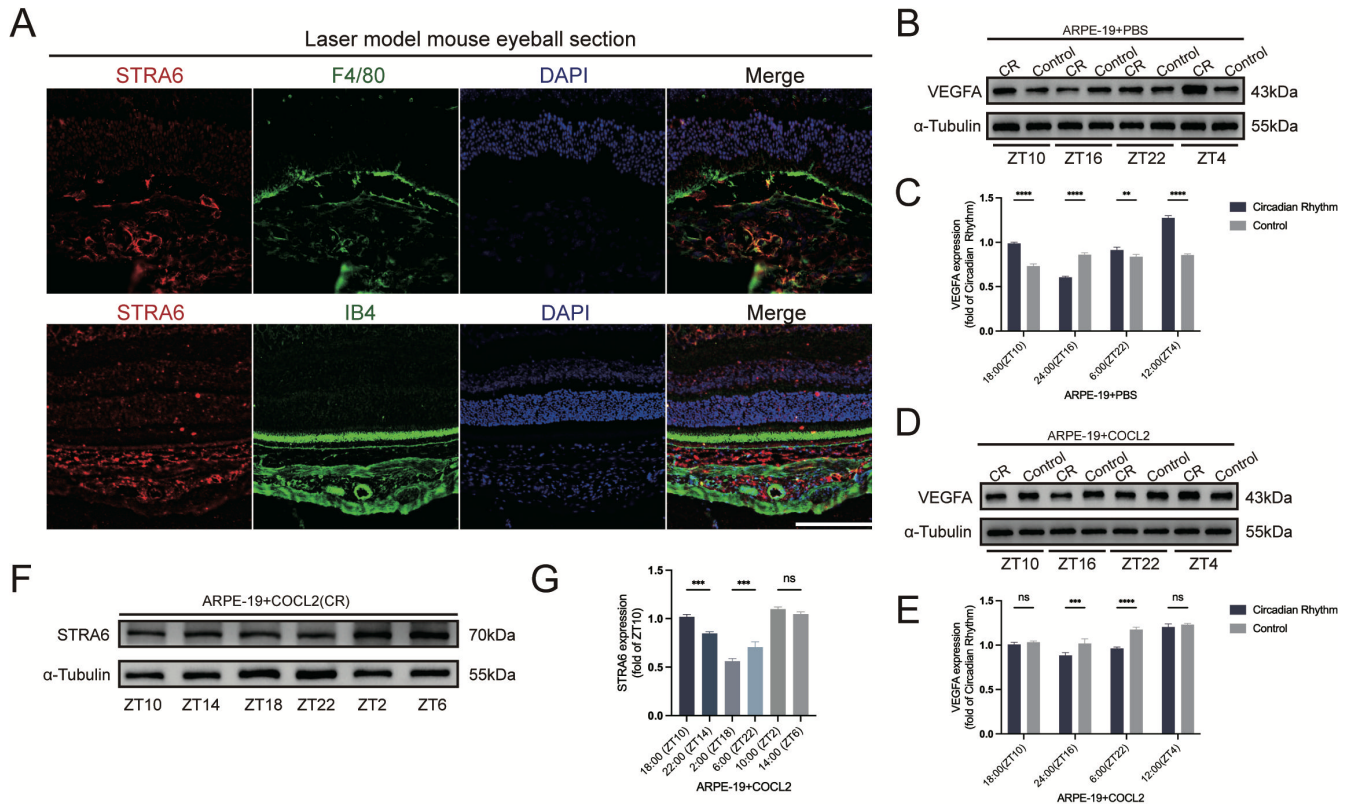 A
Laser model mouse eyeball section
STRA6 F4/80 DAPI Merge
STRA6 IB4 DAPI Merge
B
ARPE-19+PBS
CR Control CR Control CR Control CR Control
VEGFA 43kDa
α-Tubulin 55kDa
ZT10 ZT16 ZT22 ZT4
C
VEGFA expression
(fold of Circadian Rhythm)
1.5
1.0
0.5
0.0
**** **** ** ****
Circadian Rhythm
Control
18:00(ZT10) 24:00(ZT16) 6:00(ZT22) 12:00(ZT4)
ARPE-19+PBS
D
ARPE-19+COCL2
CR Control CR Control CR Control CR Control
VEGFA 43kDa
α-Tubulin 55kDa
ZT10 ZT16 ZT22 ZT4
E
VEGFA expression
(fold of Circadian Rhythm)
1.5
1.0
0.5
0.0
ns *** **** ns
Circadian Rhythm
Control
18:00(ZT10) 24:00(ZT16) 6:00(ZT22) 12:00(ZT4)
ARPE-19+COCL2
F
ARPE-19+COCL2(CR)
STRA6 70kDa
α-Tubulin 55kDa
ZT10 ZT14 ZT18 ZT22 ZT2 ZT6
G
STRA6 expression
(fold of ZT10)
1.5
1.0
0.5
0.0
*** *** ns
18:00 (ZT10) 22:00 (ZT14) 2:00 (ZT18) 6:00 (ZT22) 10:00 (ZT2) 14:00 (ZT6)
ARPE-19+COCL2